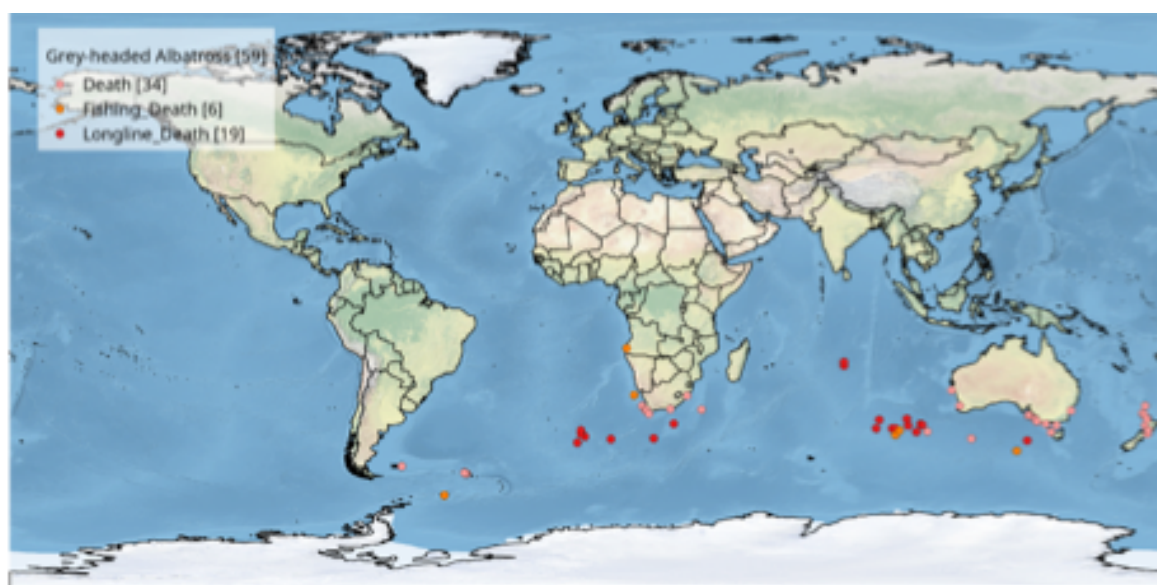 Grey-headed Albatross [59]
Death [34]
Fishing_Death [6]
Longline_Death [19]